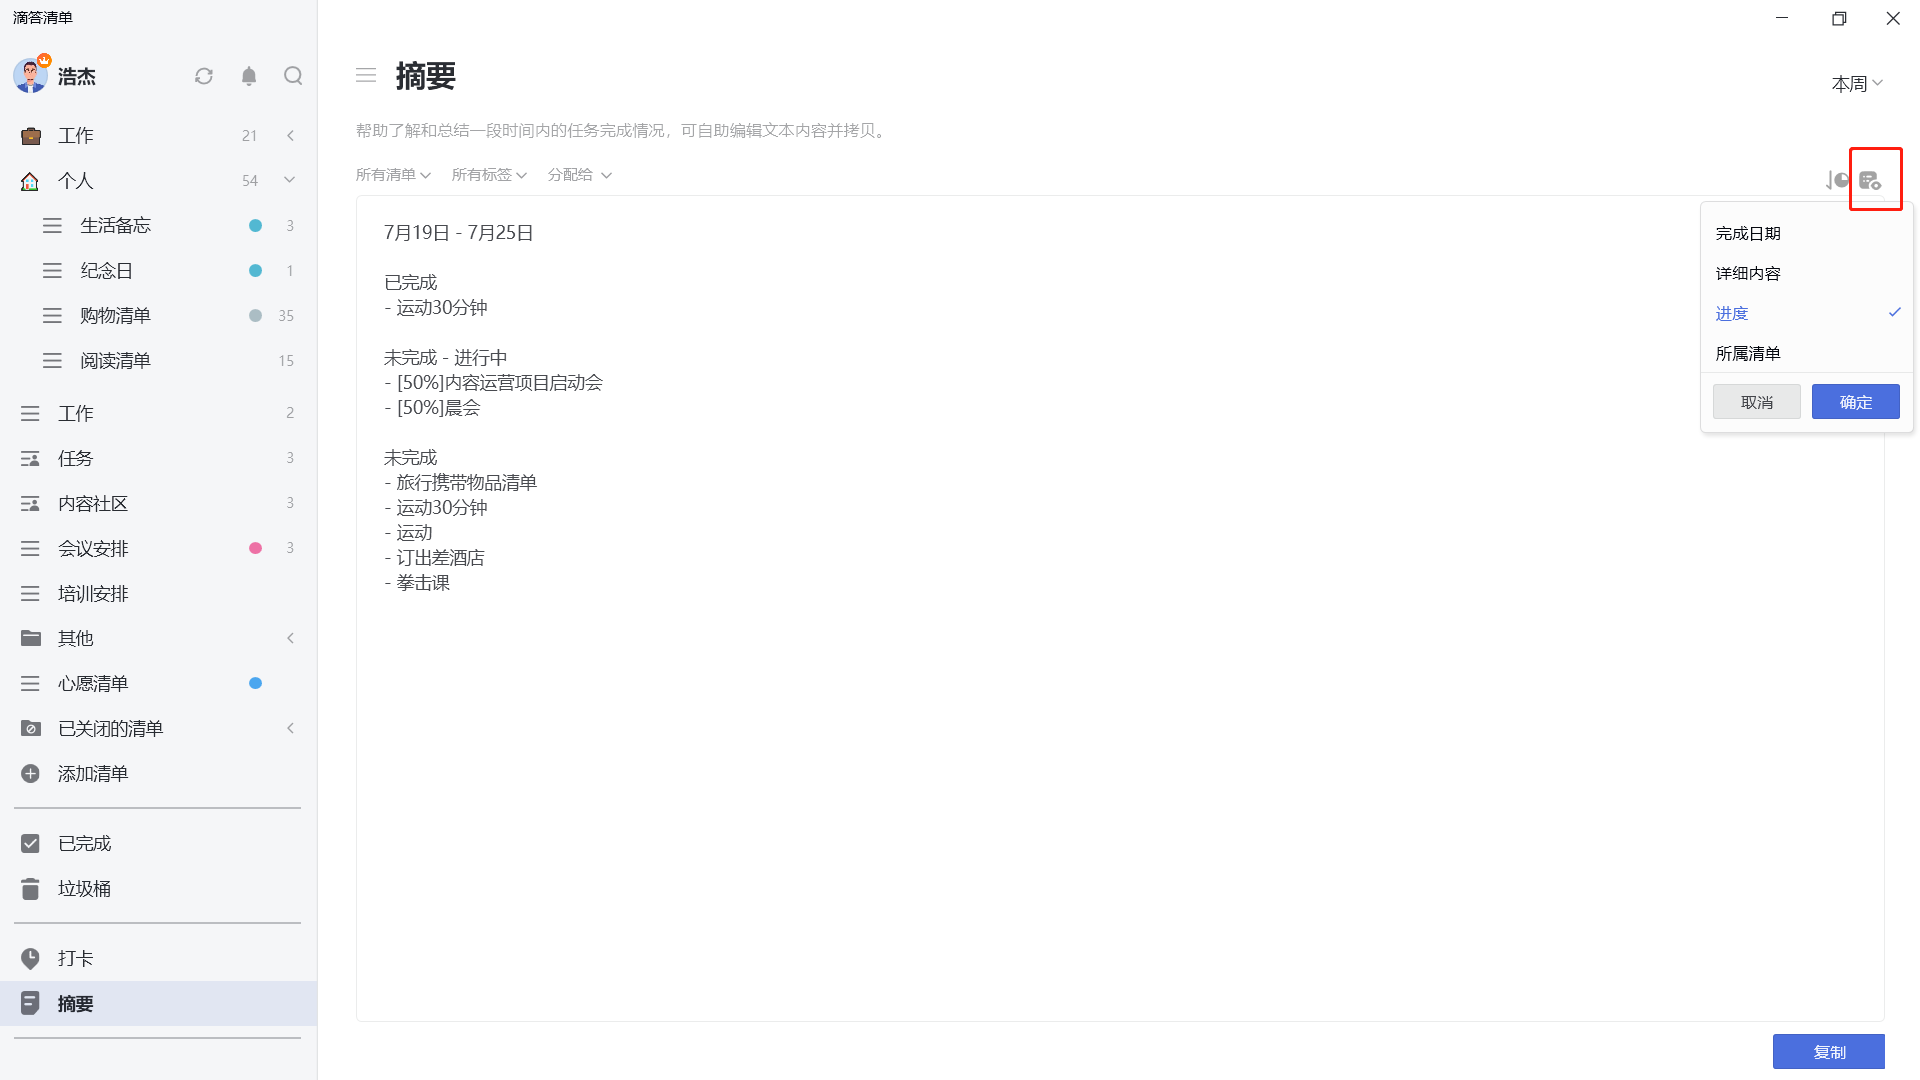 滴答清单
浩杰
工作 21
个人 54
生活备忘 3
纪念日 1
购物清单 35
阅读清单 15
工作 2
任务 3
内容社区 3
会议安排 3
培训安排
其他
心愿清单
已关闭的清单
添加清单
已完成
垃圾桶
打卡
摘要
摘要
本周
帮助了解和总结一段时间内的任务完成情况，可自助编辑文本内容并拷贝。
所有清单 所有标签 分配给
7月19日 - 7月25日
已完成
- 运动30分钟
未完成 - 进行中
- [50%]内容运营项目启动会
- [50%]晨会
未完成
- 旅行携带物品清单
- 运动30分钟
- 运动
- 订出差酒店
- 拳击课
完成日期
详细内容
进度
所属清单
取消 确定
复制